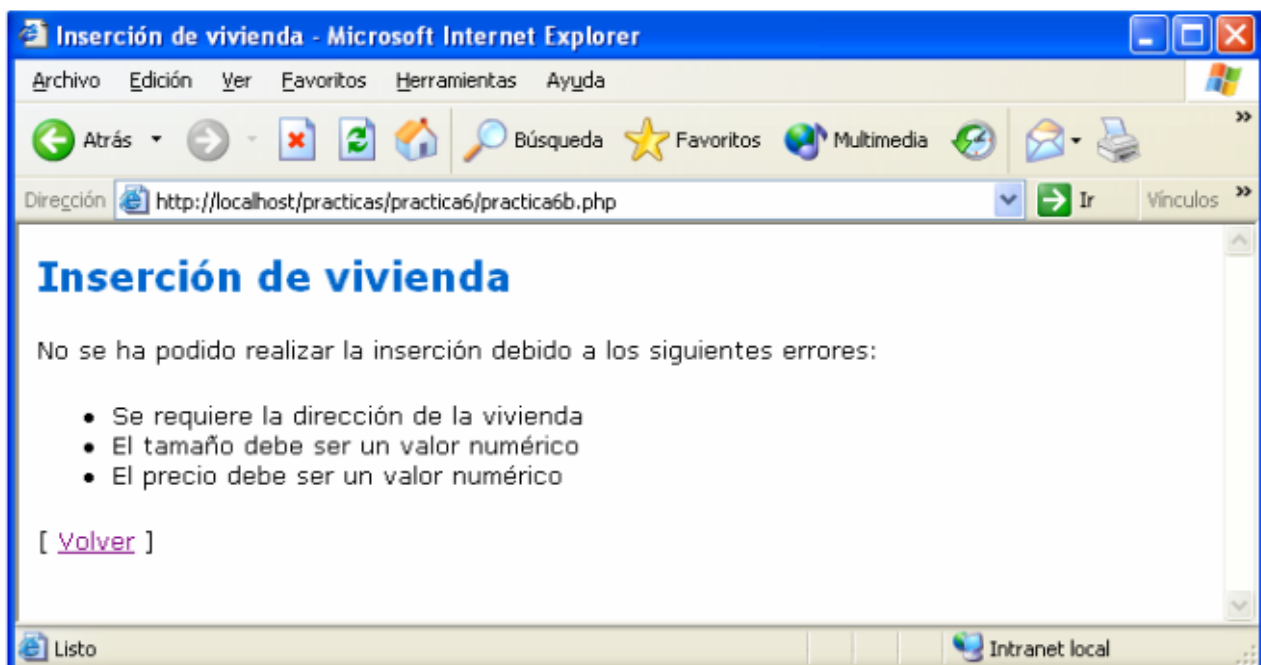 Inserción de vivienda - Microsoft Internet Explorer
Archivo Edición Ver Favoritos Herramientas Ayuda
Atrás Búsqueda Favoritos Multimedia »
Dirección http://localhost/practicas/practica6/practica6b.php Ir Vínculos »
Inserción de vivienda
No se ha podido realizar la inserción debido a los siguientes errores:
• Se requiere la dirección de la vivienda
• El tamaño debe ser un valor numérico
• El precio debe ser un valor numérico
[ Volver ]
Listo Intranet local